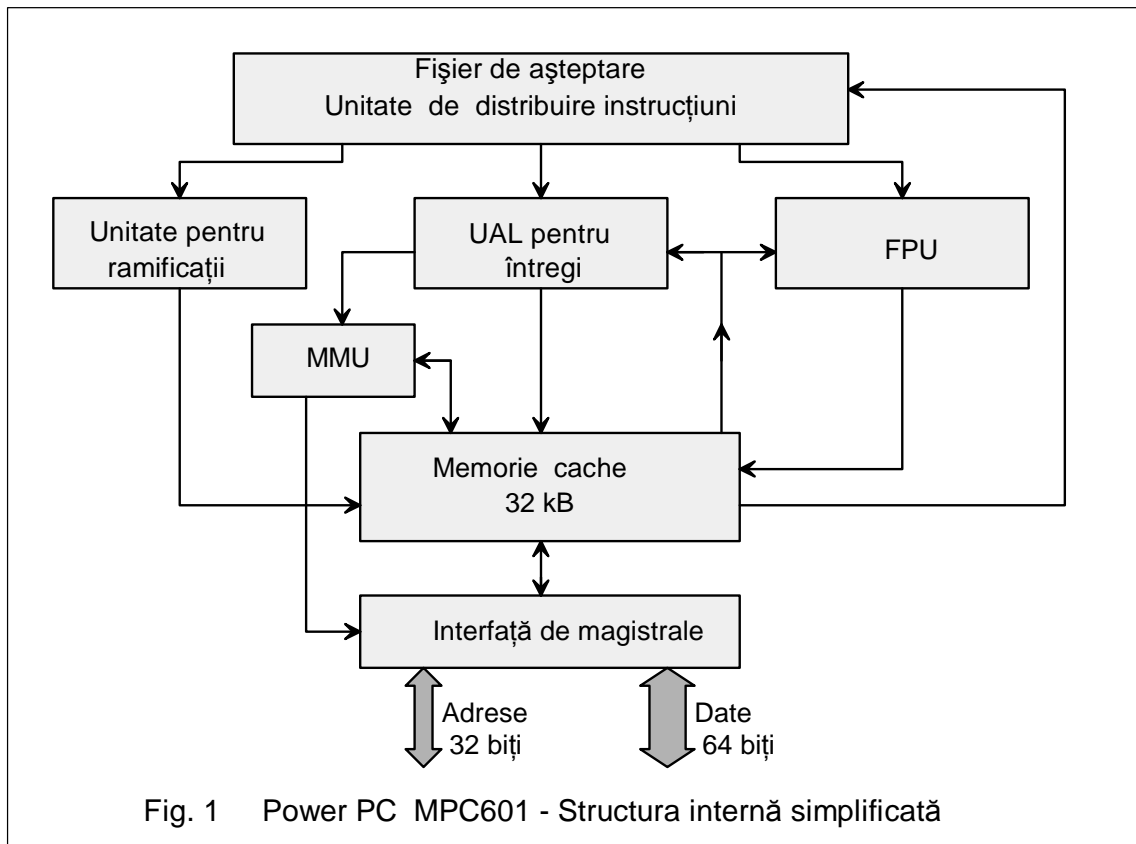 Fişier de aşteptare
Unitate de distribuire instrucțiuni
Unitate pentru
ramificații
UAL pentru
întregi
FPU
MMU
Memorie cache
32 kB
Interfață de magistrale
Adrese
32 biți
Date
64 biți
Fig. 1 Power PC MPC601 - Structura internă simplificată